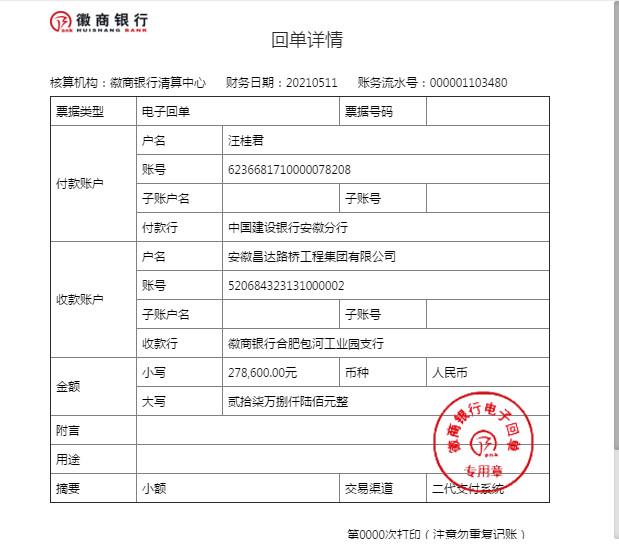 徽商银行
HUISHANG BANK
回单详情
核算机构：徽商银行清算中心 财务日期：20210511 账务流水号：000001103480
票据类型 电子回单 票据号码
付款账户
户名 汪桂君
账号 6236681710000078208
子账户名 子账号
付款行 中国建设银行安徽分行
收款账户
户名 安徽昌达路桥工程集团有限公司
账号 520684323131000002
子账户名 子账号
收款行 徽商银行合肥包河工业园支行
金额
小写 278,600.00元 币种 人民币
大写 贰拾柒万捌仟陆佰元整
附言
用途
摘要 小额 交易渠道 二代支付系统
徽商银行电子回单
专用章
第0000次打印（注意勿重复记账）